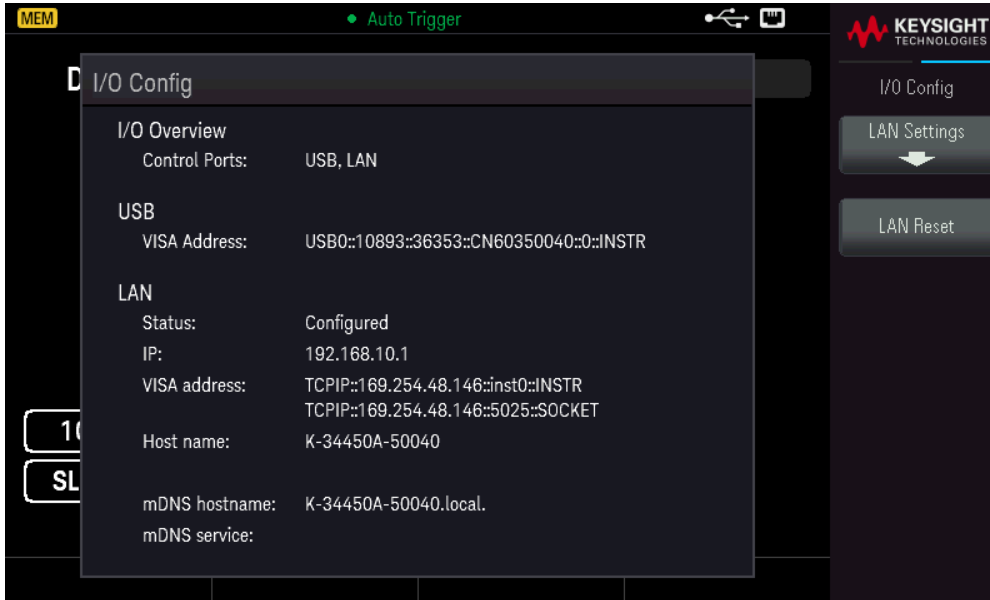 MEM
Auto Trigger
KEYSIGHT
TECHNOLOGIES
D
I/O Config
I/O Config
I/O Overview
Control Ports: USB, LAN
LAN Settings
USB
VISA Address: USB0::10893::36353::CN60350040::0::INSTR
LAN Reset
LAN
Status: Configured
IP: 192.168.10.1
VISA address: TCPIP::169.254.48.146::inst0::INSTR
TCPIP::169.254.48.146::5025::SOCKET
10
Host name: K-34450A-50040
SL
mDNS hostname: K-34450A-50040.local.
mDNS service: